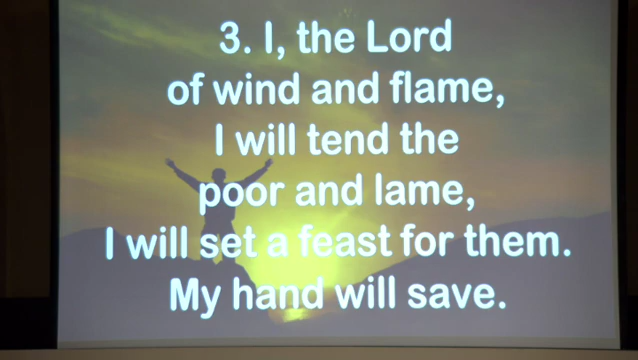 3. I, the Lord
of wind and flame,
I will tend the
poor and lame,
I will set a feast for them.
My hand will save.